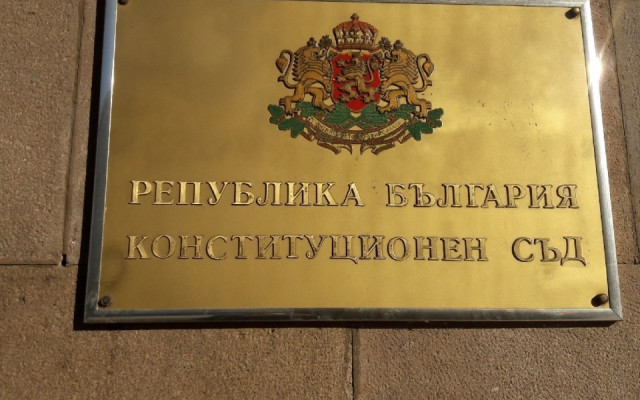 РЕПУБЛИКА БЪЛГАРИЯ
КОНСТИТУЦИОНЕН СЪД